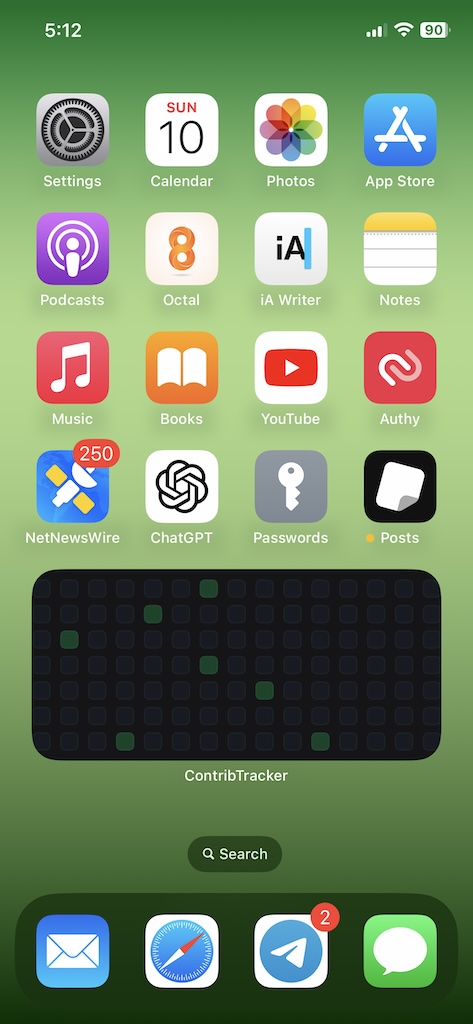 5:12
90
SUN
10
Settings
Calendar
Photos
App Store
8
iA
Podcasts
Octal
iA Writer
Notes
Music
Books
YouTube
Authy
250
NetNewsWire
ChatGPT
Passwords
Posts
ContribTracker
Search
2